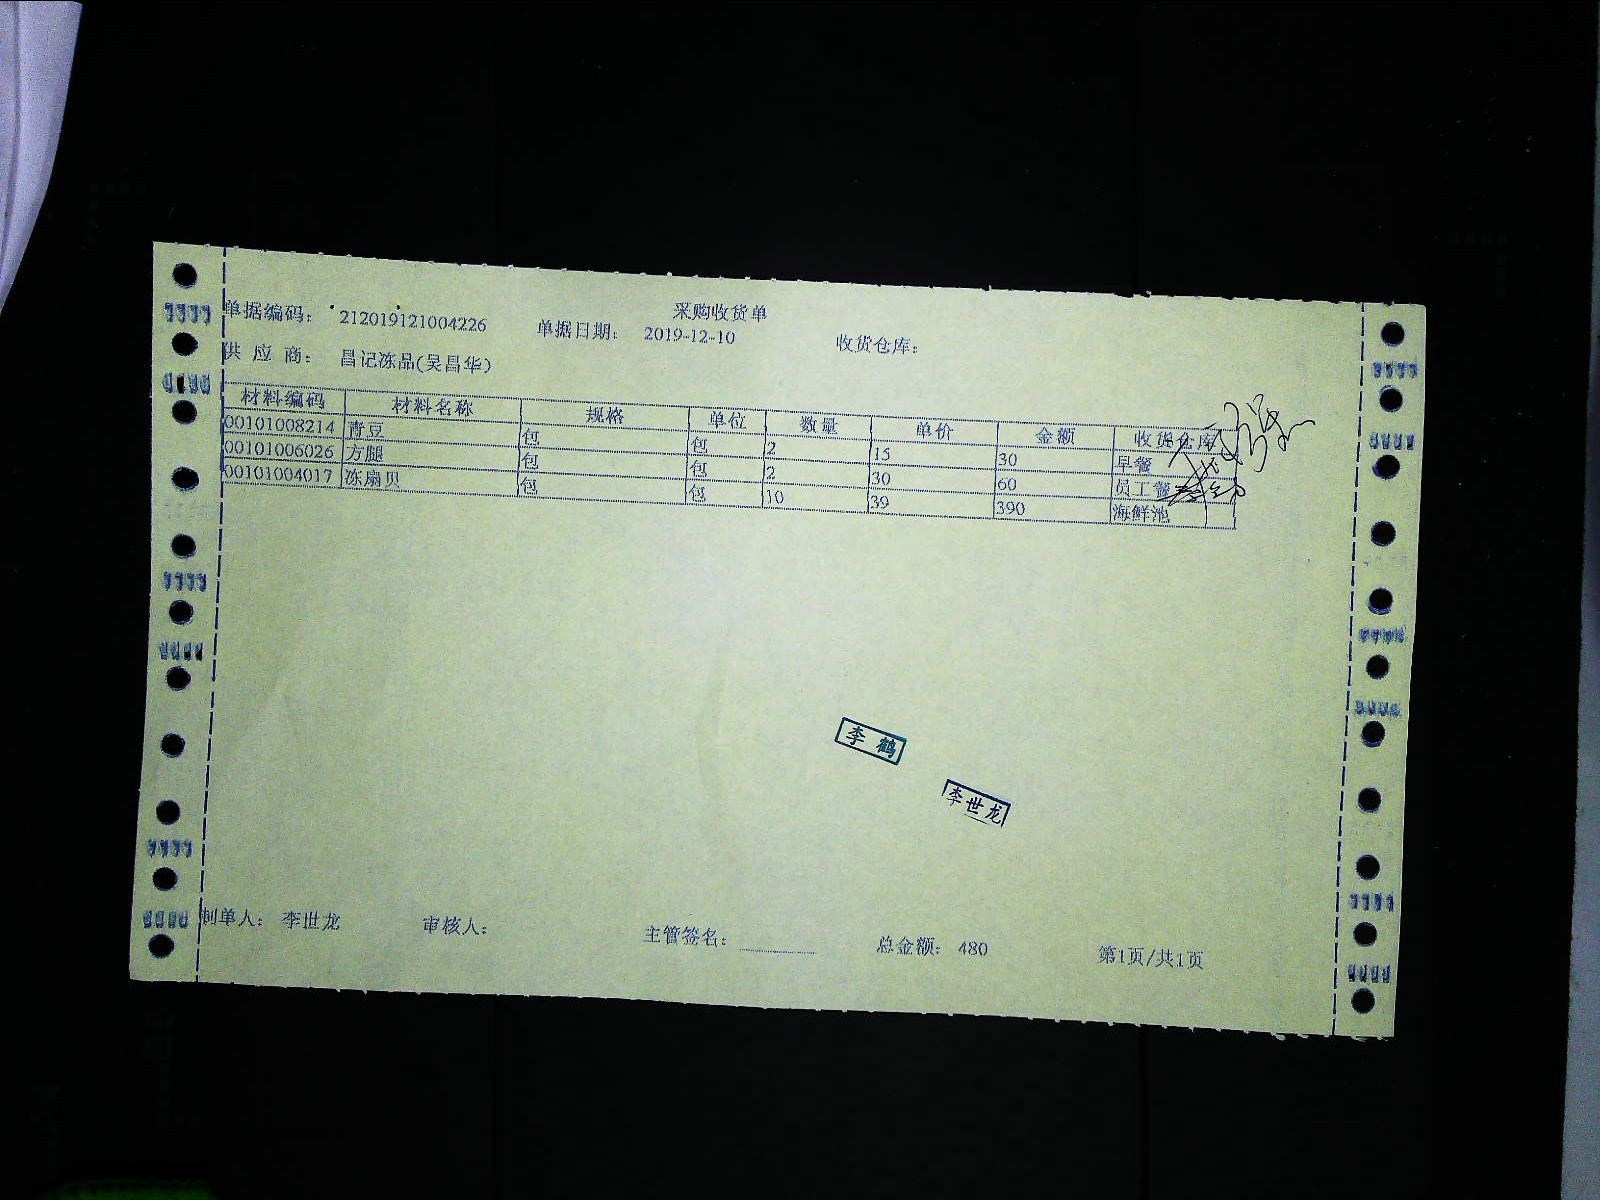 采购收货单
单据编码： 212019121004226 单据日期： 2019-12-10 收货仓库：
供应商： 昌记冻品(吴昌华)
材料编码 材料名称 规格 单位 数量 单价 金额 收货仓库
00101008214 青豆 包 包 2 15 30 早餐
00101006026 方腿 包 包 2 30 60 员工餐
00101004017 冻扇贝 包 包 10 39 390 海鲜池
李鹤
李世龙
制单人： 李世龙 审核人： 主管签名： 总金额： 480 第1页/共1页